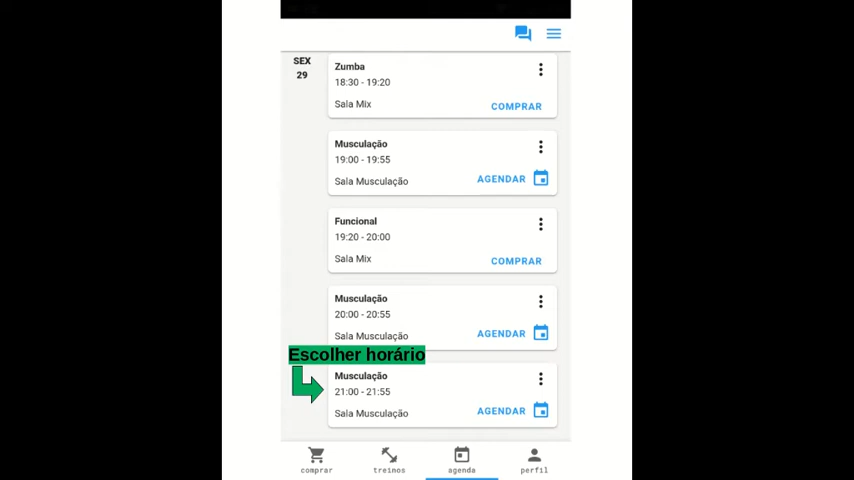 SEX
29
Zumba
18:30 - 19:20
Sala Mix
COMPRAR
Musculação
19:00 - 19:55
Sala Musculação
AGENDAR
Funcional
19:20 - 20:00
Sala Mix
COMPRAR
Musculação
20:00 - 20:55
Sala Musculação
AGENDAR
Escolher horário
Musculação
21:00 - 21:55
Sala Musculação
AGENDAR
comprar treinos agenda perfil